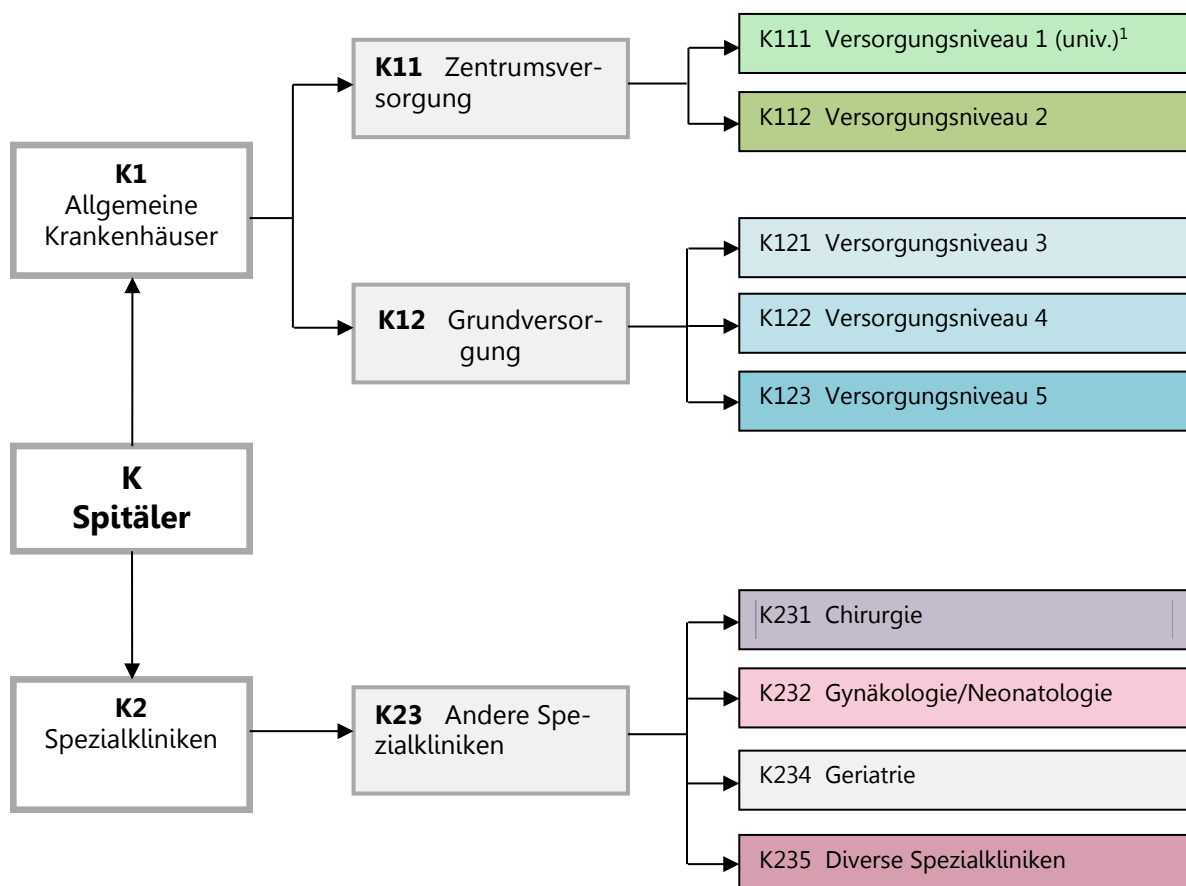 K111 Versorgungsniveau 1 (univ.)¹
K11 Zentrumsver-
sorgung
K112 Versorgungsniveau 2
K1
Allgemeine
Krankenhäuser
K121 Versorgungsniveau 3
K12 Grundversor-
gung
K122 Versorgungsniveau 4
K123 Versorgungsniveau 5
K
Spitäler
K231 Chirurgie
K232 Gynäkologie/Neonatologie
K2
Spezialkliniken
K23 Andere Spe-
zialkliniken
K234 Geriatrie
K235 Diverse Spezialkliniken